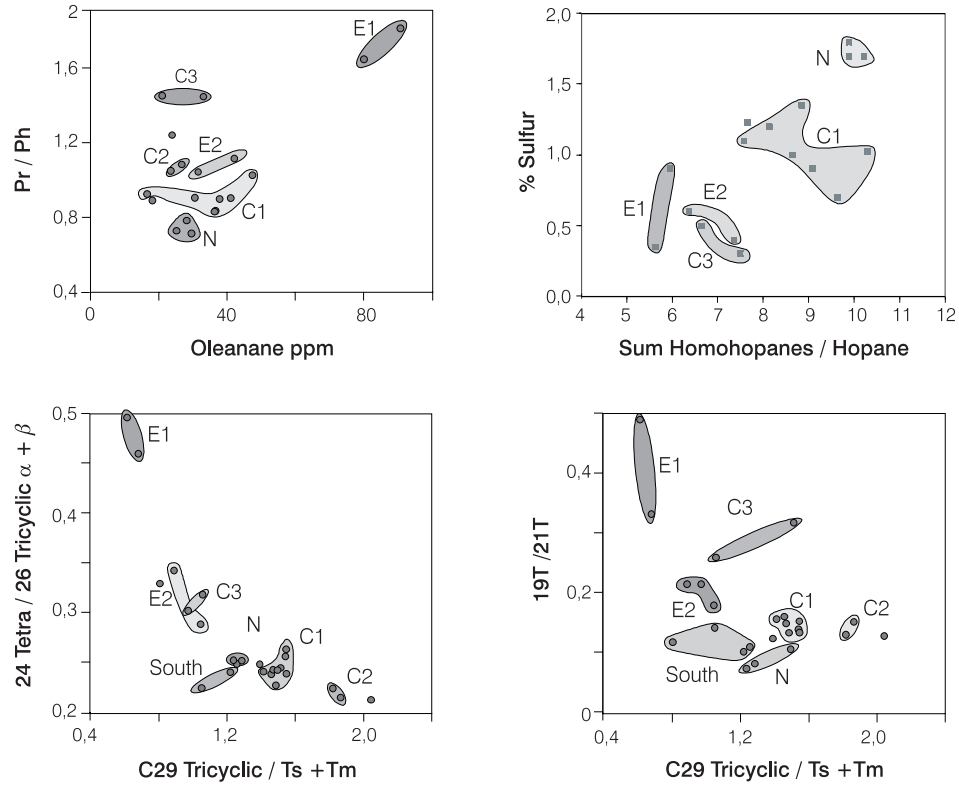 2
1,6
1,2
0,8
0,4
0
40
80
Pr / Ph
Oleanane ppm
E1
C3
C2
E2
C1
N
2,0
1,5
1,0
0,5
0,0
4
5
6
7
8
9
10
11
12
% Sulfur
Sum Homohopanes / Hopane
N
C1
E1
E2
C3
0,5
0,4
0,3
0,2
0,4
1,2
2,0
24 Tetra / 26 Tricyclic α + β
C29 Tricyclic / Ts +Tm
E1
E2
C3
N
C1
South
C2
0,4
0,2
0
0,4
1,2
2,0
19T /21T
C29 Tricyclic / Ts +Tm
E1
C3
E2
C1
C2
South
N